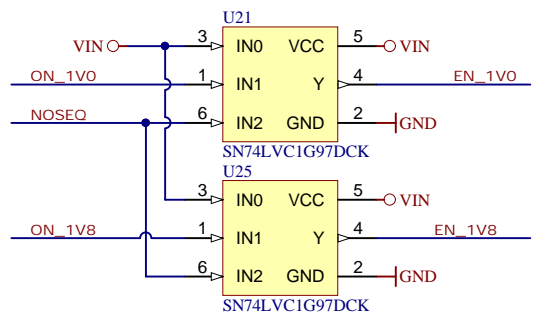 U21
VIN 3 IN0 VCC 5 VIN
ON_1V0 1 IN1 Y 4 EN_1V0
NOSEQ 6 IN2 GND 2 GND
SN74LVC1G97DCK
U25
3 IN0 VCC 5 VIN
ON_1V8 1 IN1 Y 4 EN_1V8
6 IN2 GND 2 GND
SN74LVC1G97DCK